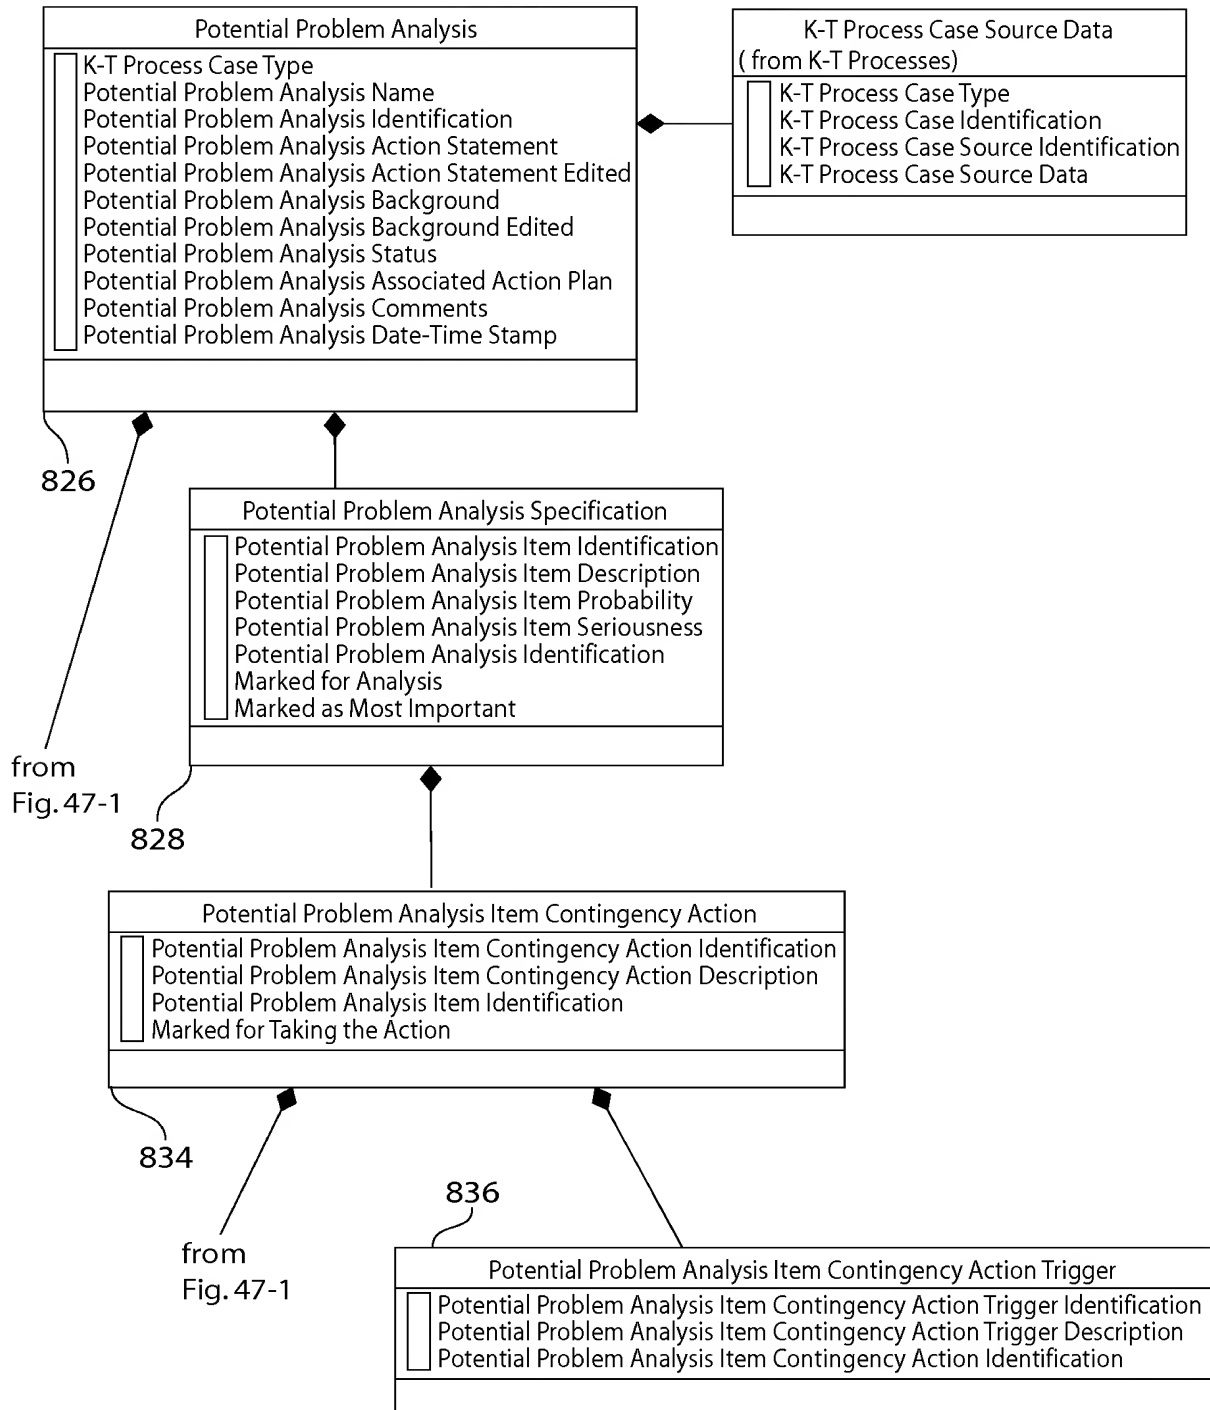 Potential Problem Analysis
K-T Process Case Type
Potential Problem Analysis Name
Potential Problem Analysis Identification
Potential Problem Analysis Action Statement
Potential Problem Analysis Action Statement Edited
Potential Problem Analysis Background
Potential Problem Analysis Background Edited
Potential Problem Analysis Status
Potential Problem Analysis Associated Action Plan
Potential Problem Analysis Comments
Potential Problem Analysis Date-Time Stamp
K-T Process Case Source Data
( from K-T Processes)
K-T Process Case Type
K-T Process Case Identification
K-T Process Case Source Identification
K-T Process Case Source Data
826
Potential Problem Analysis Specification
Potential Problem Analysis Item Identification
Potential Problem Analysis Item Description
Potential Problem Analysis Item Probability
Potential Problem Analysis Item Seriousness
Potential Problem Analysis Identification
Marked for Analysis
Marked as Most Important
from
Fig. 47-1
828
Potential Problem Analysis Item Contingency Action
Potential Problem Analysis Item Contingency Action Identification
Potential Problem Analysis Item Contingency Action Description
Potential Problem Analysis Item Identification
Marked for Taking the Action
834
836
from
Fig. 47-1
Potential Problem Analysis Item Contingency Action Trigger
Potential Problem Analysis Item Contingency Action Trigger Identification
Potential Problem Analysis Item Contingency Action Trigger Description
Potential Problem Analysis Item Contingency Action Identification